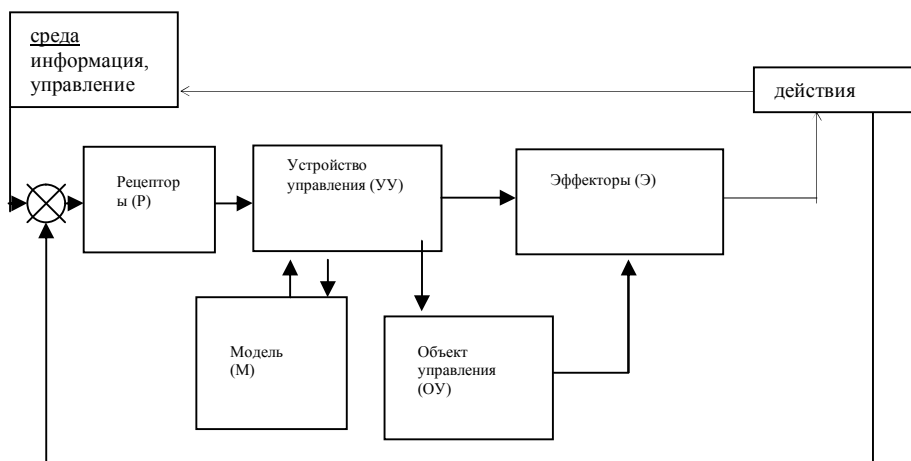 среда
информация,
управление
действия
Рецептор
ы (Р)
Устройство
управления (УУ)
Эффекторы (Э)
Модель
(М)
Объект
управления
(ОУ)